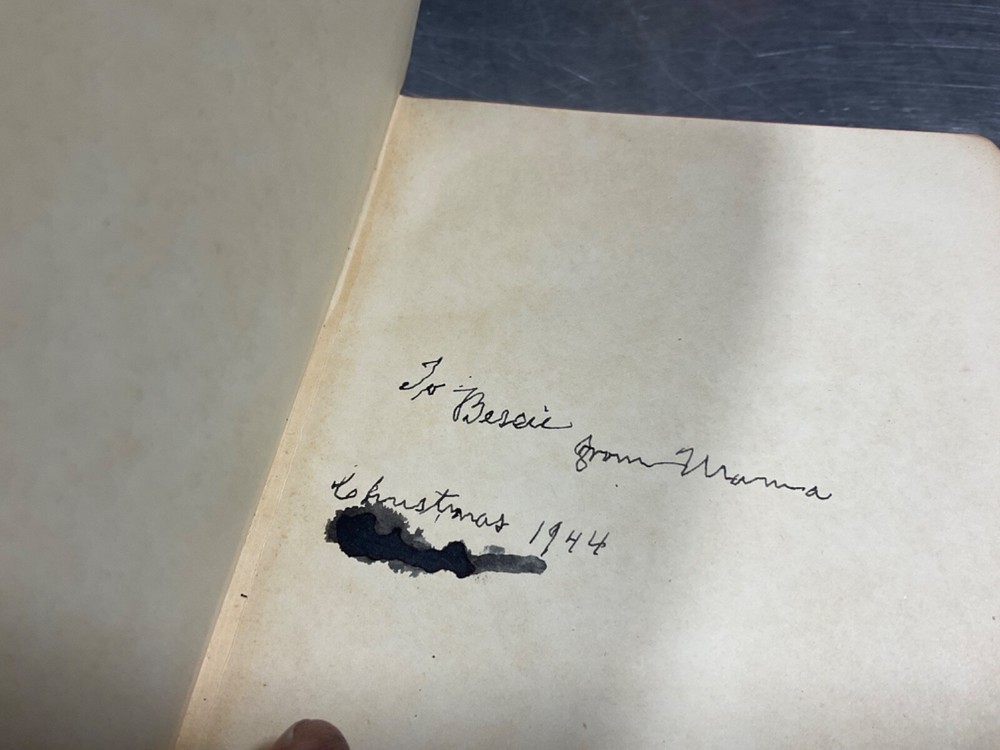 To Bessie
from Mama
Christmas 1944